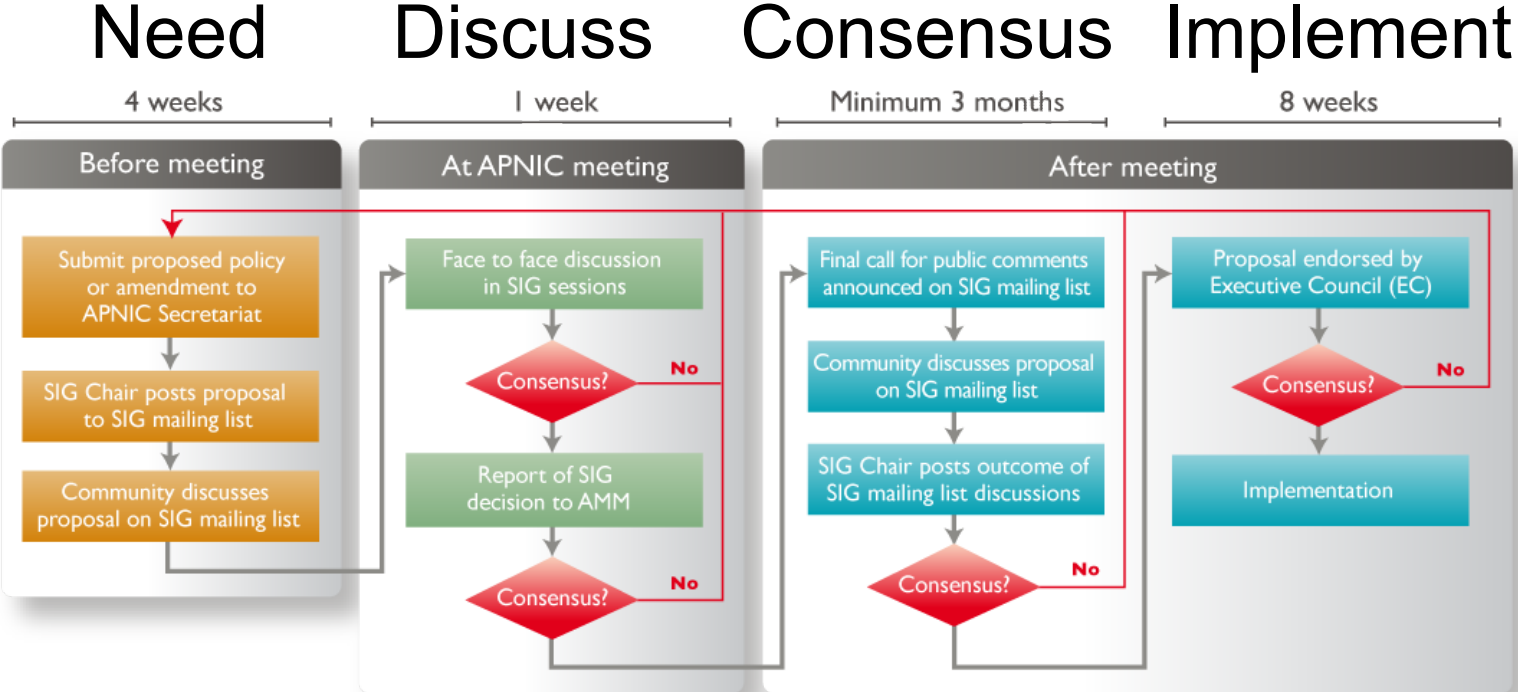 Need
Discuss
Consensus
Implement
4 weeks
1 week
Minimum 3 months
8 weeks
Before meeting
At APNIC meeting
After meeting
Submit proposed policy
or amendment to
APNIC Secretariat
SIG Chair posts proposal
to SIG mailing list
Community discusses
proposal on SIG mailing list
Face to face discussion
in SIG sessions
Consensus?
No
Report of SIG
decision to AMM
Consensus?
No
Final call for public comments
announced on SIG mailing list
Community discusses proposal
on SIG mailing list
SIG Chair posts outcome of
SIG mailing list discussions
Consensus?
No
Proposal endorsed by
Executive Council (EC)
Consensus?
No
Implementation